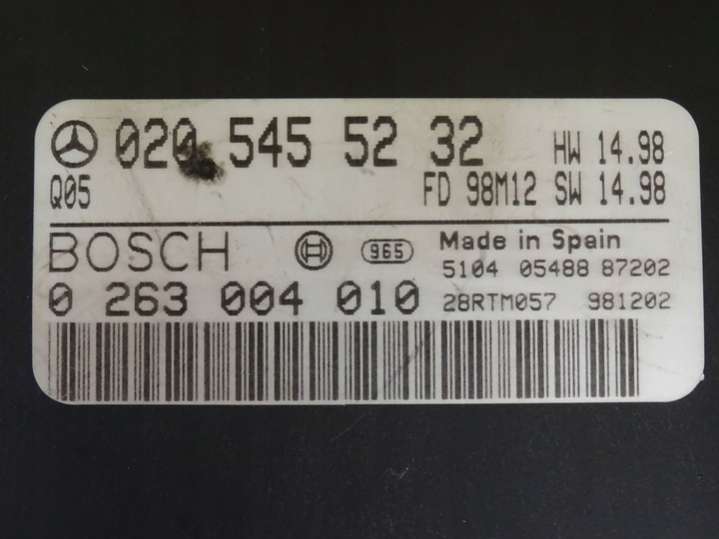 020 545 52 32 HW 14.98
Q05 FD 98M12 SW 14.98
BOSCH 965 Made in Spain
5104 05488 87202
0 263 004 010 28RTM057 981202